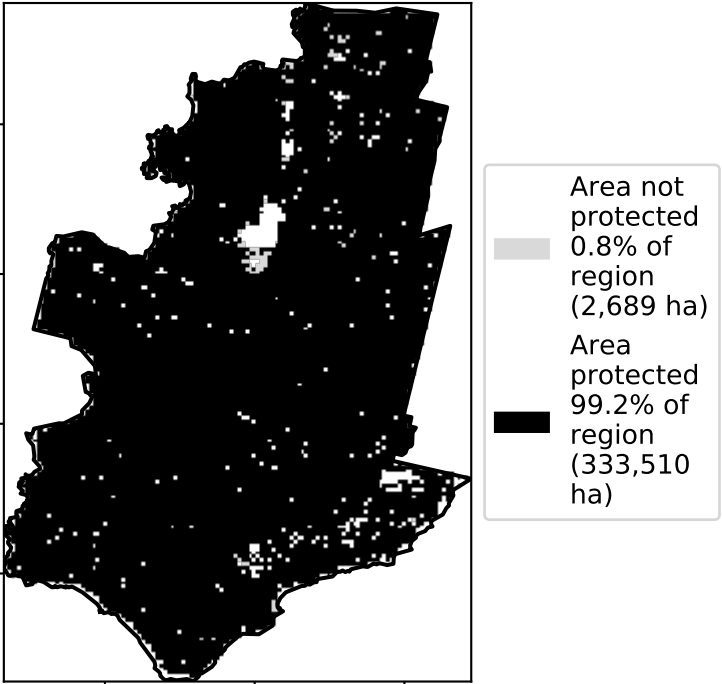 Area not
protected
0.8% of
region
(2,689 ha)
Area
protected
99.2% of
region
(333,510
ha)